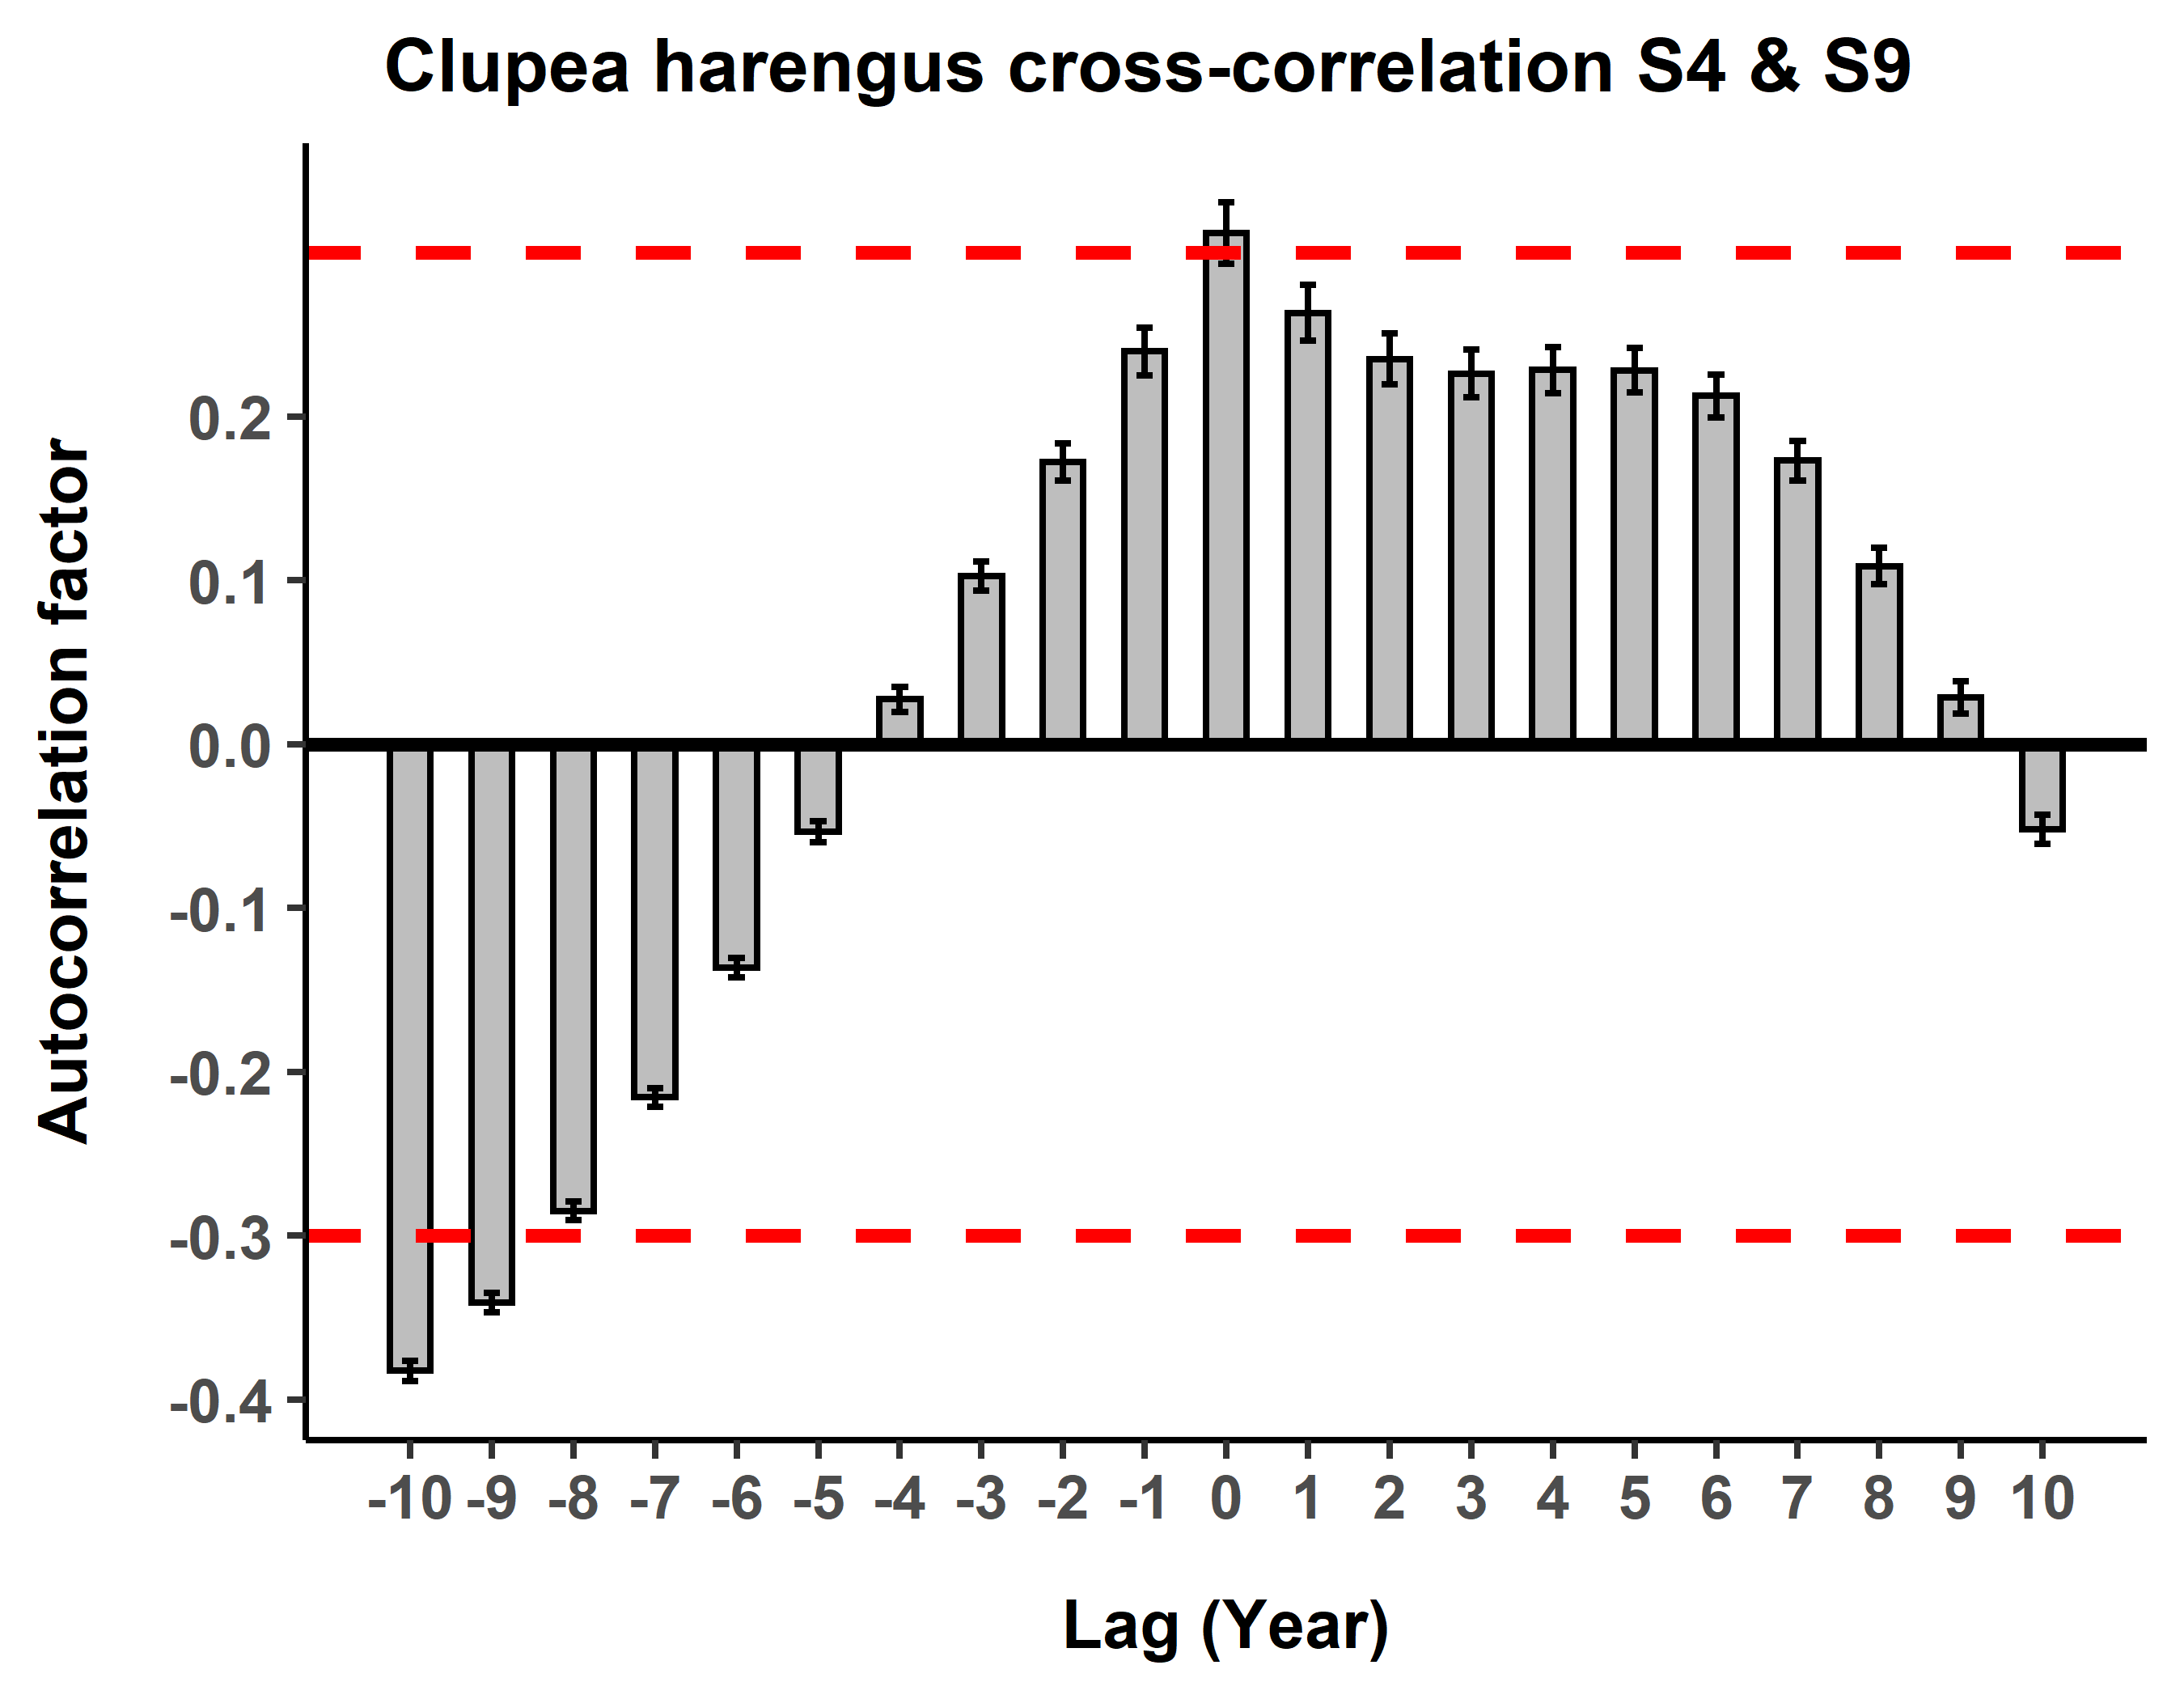 Clupea harengus cross-correlation S4 & S9
Autocorrelation factor
0.2
0.1
0.0
-0.1
-0.2
-0.3
-0.4
-10 -9 -8 -7 -6 -5 -4 -3 -2 -1 0 1 2 3 4 5 6 7 8 9 10
Lag (Year)